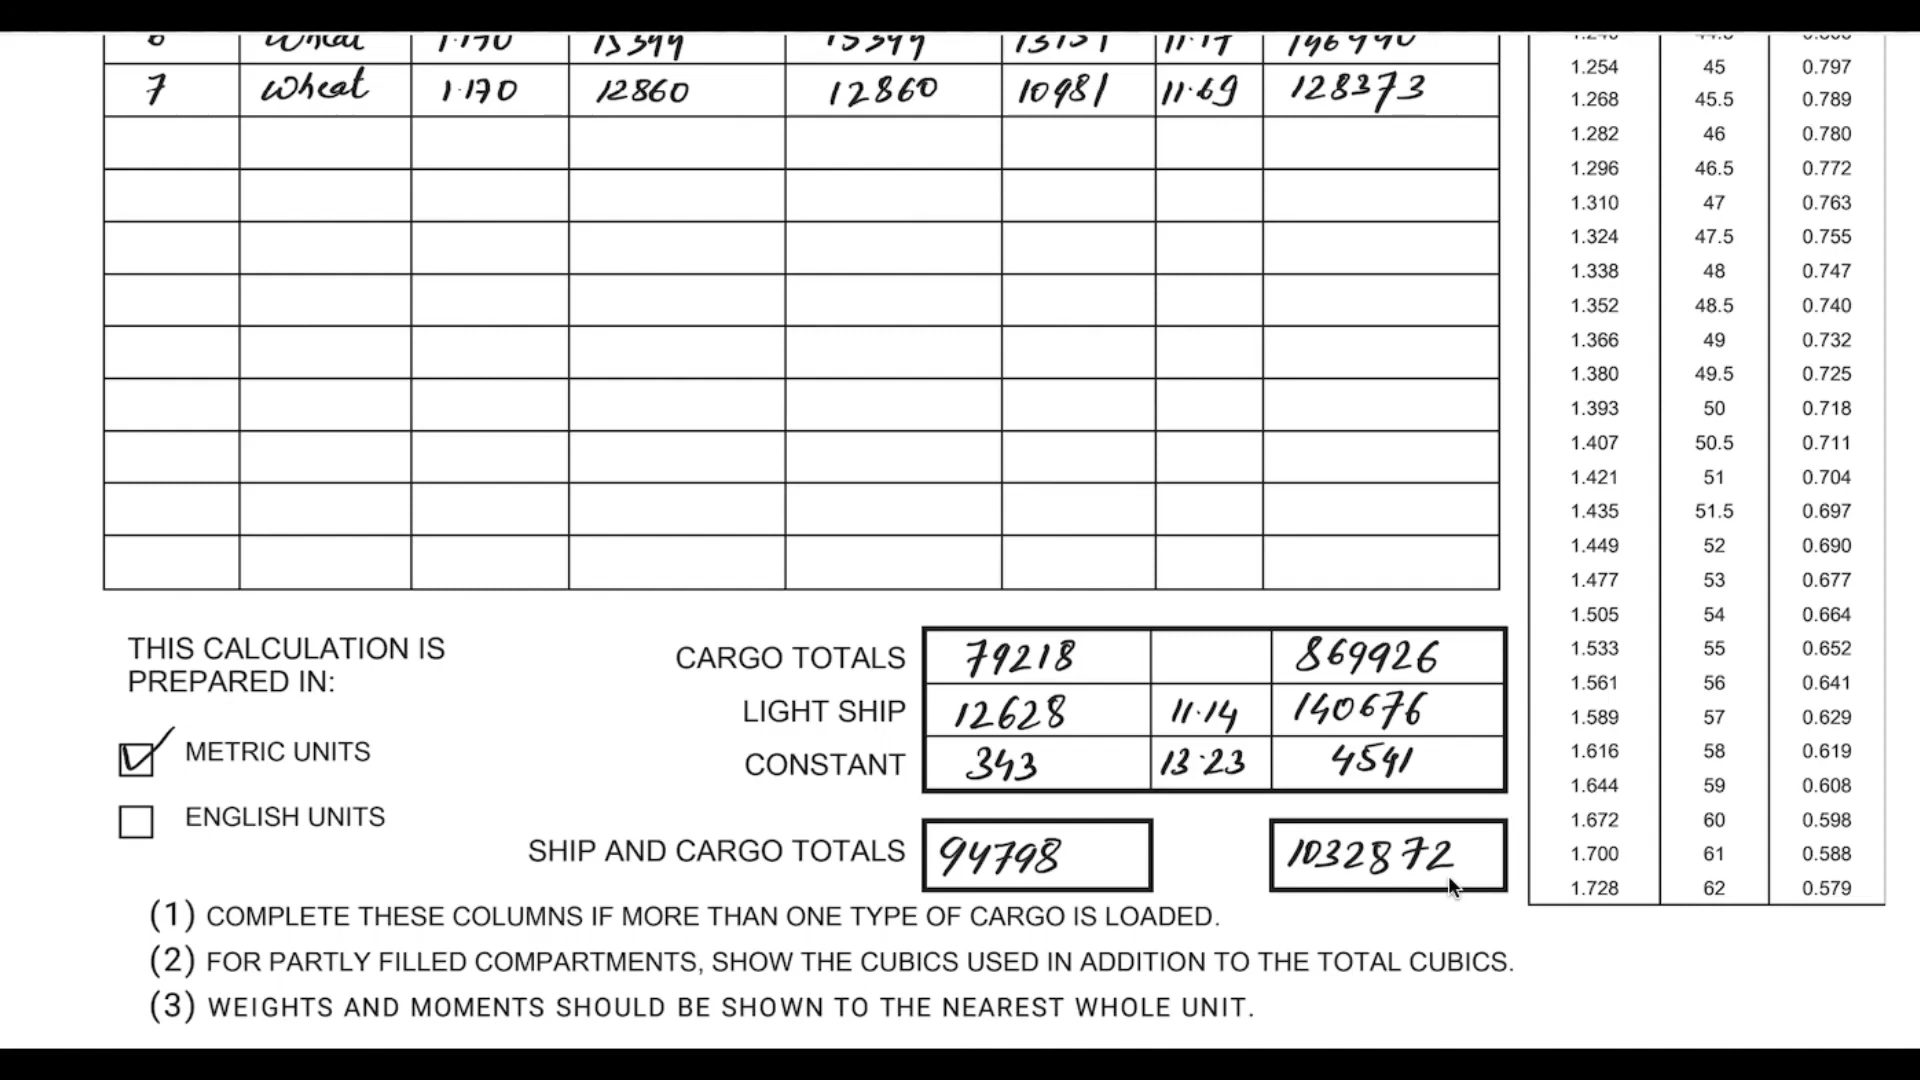 6 Wheat 1·170
7 Wheat 1·170 12860 12860 10981 11·69 128373
THIS CALCULATION IS
PREPARED IN:
METRIC UNITS
ENGLISH UNITS
CARGO TOTALS 79218 869926
LIGHT SHIP 12628 11·14 140676
CONSTANT 343 13·23 4541
SHIP AND CARGO TOTALS 94798 1032872
(1) COMPLETE THESE COLUMNS IF MORE THAN ONE TYPE OF CARGO IS LOADED.
(2) FOR PARTLY FILLED COMPARTMENTS, SHOW THE CUBICS USED IN ADDITION TO THE TOTAL CUBICS.
(3) WEIGHTS AND MOMENTS SHOULD BE SHOWN TO THE NEAREST WHOLE UNIT.
1.254 45 0.797
1.268 45.5 0.789
1.282 46 0.780
1.296 46.5 0.772
1.310 47 0.763
1.324 47.5 0.755
1.338 48 0.747
1.352 48.5 0.740
1.366 49 0.732
1.380 49.5 0.725
1.393 50 0.718
1.407 50.5 0.711
1.421 51 0.704
1.435 51.5 0.697
1.449 52 0.690
1.477 53 0.677
1.505 54 0.664
1.533 55 0.652
1.561 56 0.641
1.589 57 0.629
1.616 58 0.619
1.644 59 0.608
1.672 60 0.598
1.700 61 0.588
1.728 62 0.579